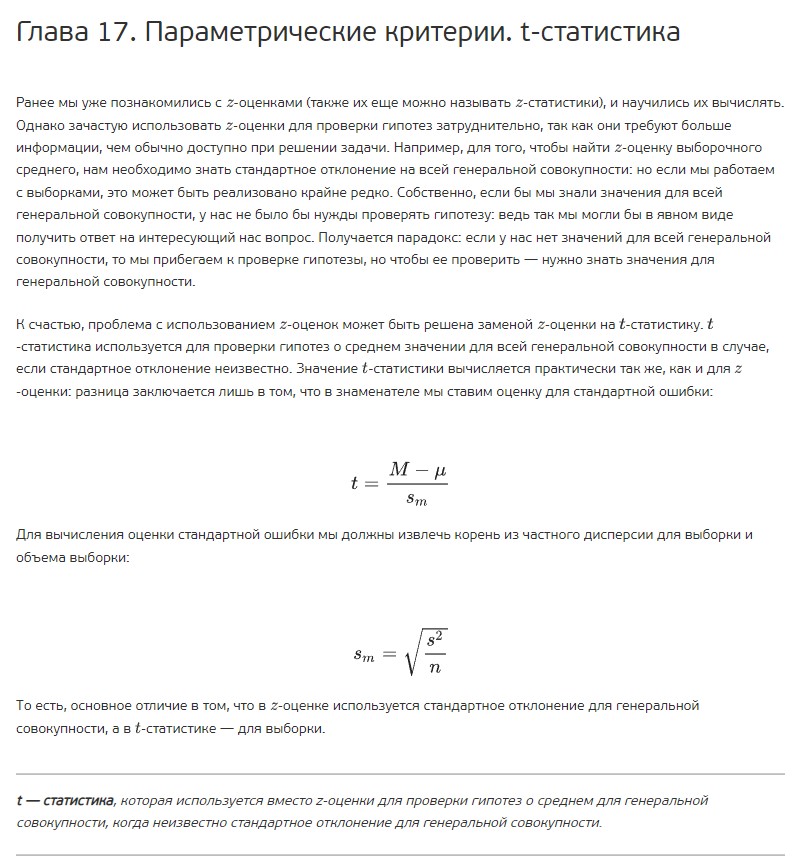 Глава 17. Параметрические критерии. t-статистика
Ранее мы уже познакомились с z-оценками (также их еще можно называть z-статистики), и научились их вычислять.
Однако зачастую использовать z-оценки для проверки гипотез затруднительно, так как они требуют больше
информации, чем обычно доступно при решении задачи. Например, для того, чтобы найти z-оценку выборочного
среднего, нам необходимо знать стандартное отклонение на всей генеральной совокупности: но если мы работаем
с выборками, это может быть реализовано крайне редко. Собственно, если бы мы знали значения для всей
генеральной совокупности, у нас не было бы нужды проверять гипотезу: ведь так мы могли бы в явном виде
получить ответ на интересующий нас вопрос. Получается парадокс: если у нас нет значений для всей генеральной
совокупности, то мы прибегаем к проверке гипотезы, но чтобы ее проверить — нужно знать значения для
генеральной совокупности.
К счастью, проблема с использованием z-оценок может быть решена заменой z-оценки на t-статистику. t
-статистика используется для проверки гипотез о среднем значении для всей генеральной совокупности в случае,
если стандартное отклонение неизвестно. Значение t-статистики вычисляется практически так же, как и для z
-оценки: разница заключается лишь в том, что в знаменателе мы ставим оценку для стандартной ошибки:
t = (M − μ) / s_m
Для вычисления оценки стандартной ошибки мы должны извлечь корень из частного дисперсии для выборки и
объема выборки:
s_m = √(s² / n)
То есть, основное отличие в том, что в z-оценке используется стандартное отклонение для генеральной
совокупности, а в t-статистике — для выборки.
t — статистика, которая используется вместо z-оценки для проверки гипотез о среднем для генеральной
совокупности, когда неизвестно стандартное отклонение для генеральной совокупности.